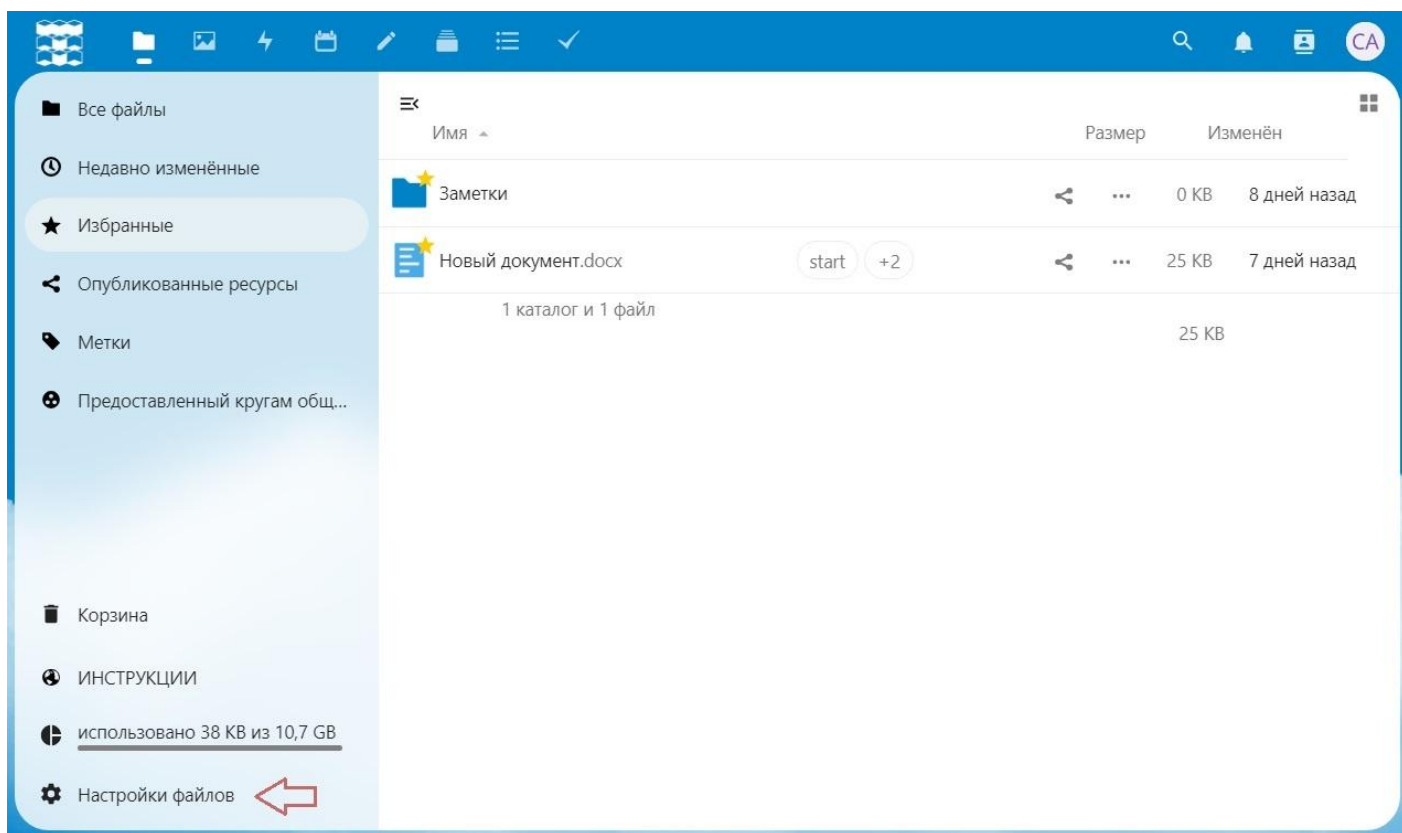 CA
Все файлы
Недавно изменённые
Избранные
Опубликованные ресурсы
Метки
Предоставленный кругам общ...
Корзина
ИНСТРУКЦИИ
использовано 38 KB из 10,7 GB
Настройки файлов
Имя Размер Изменён
Заметки 0 KB 8 дней назад
Новый документ.docx start +2 25 KB 7 дней назад
1 каталог и 1 файл
25 KB